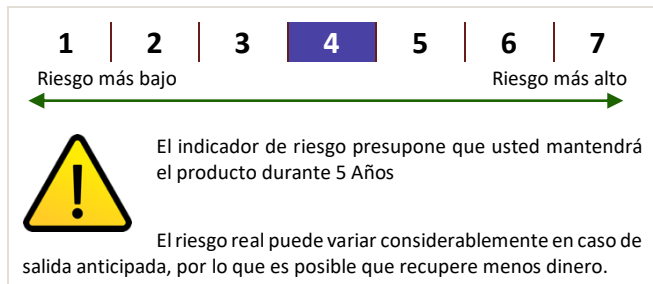 1 2 3 4 5 6 7
Riesgo más bajo Riesgo más alto
El indicador de riesgo presupone que usted mantendrá
el producto durante 5 Años
El riesgo real puede variar considerablemente en caso de
salida anticipada, por lo que es posible que recupere menos dinero.